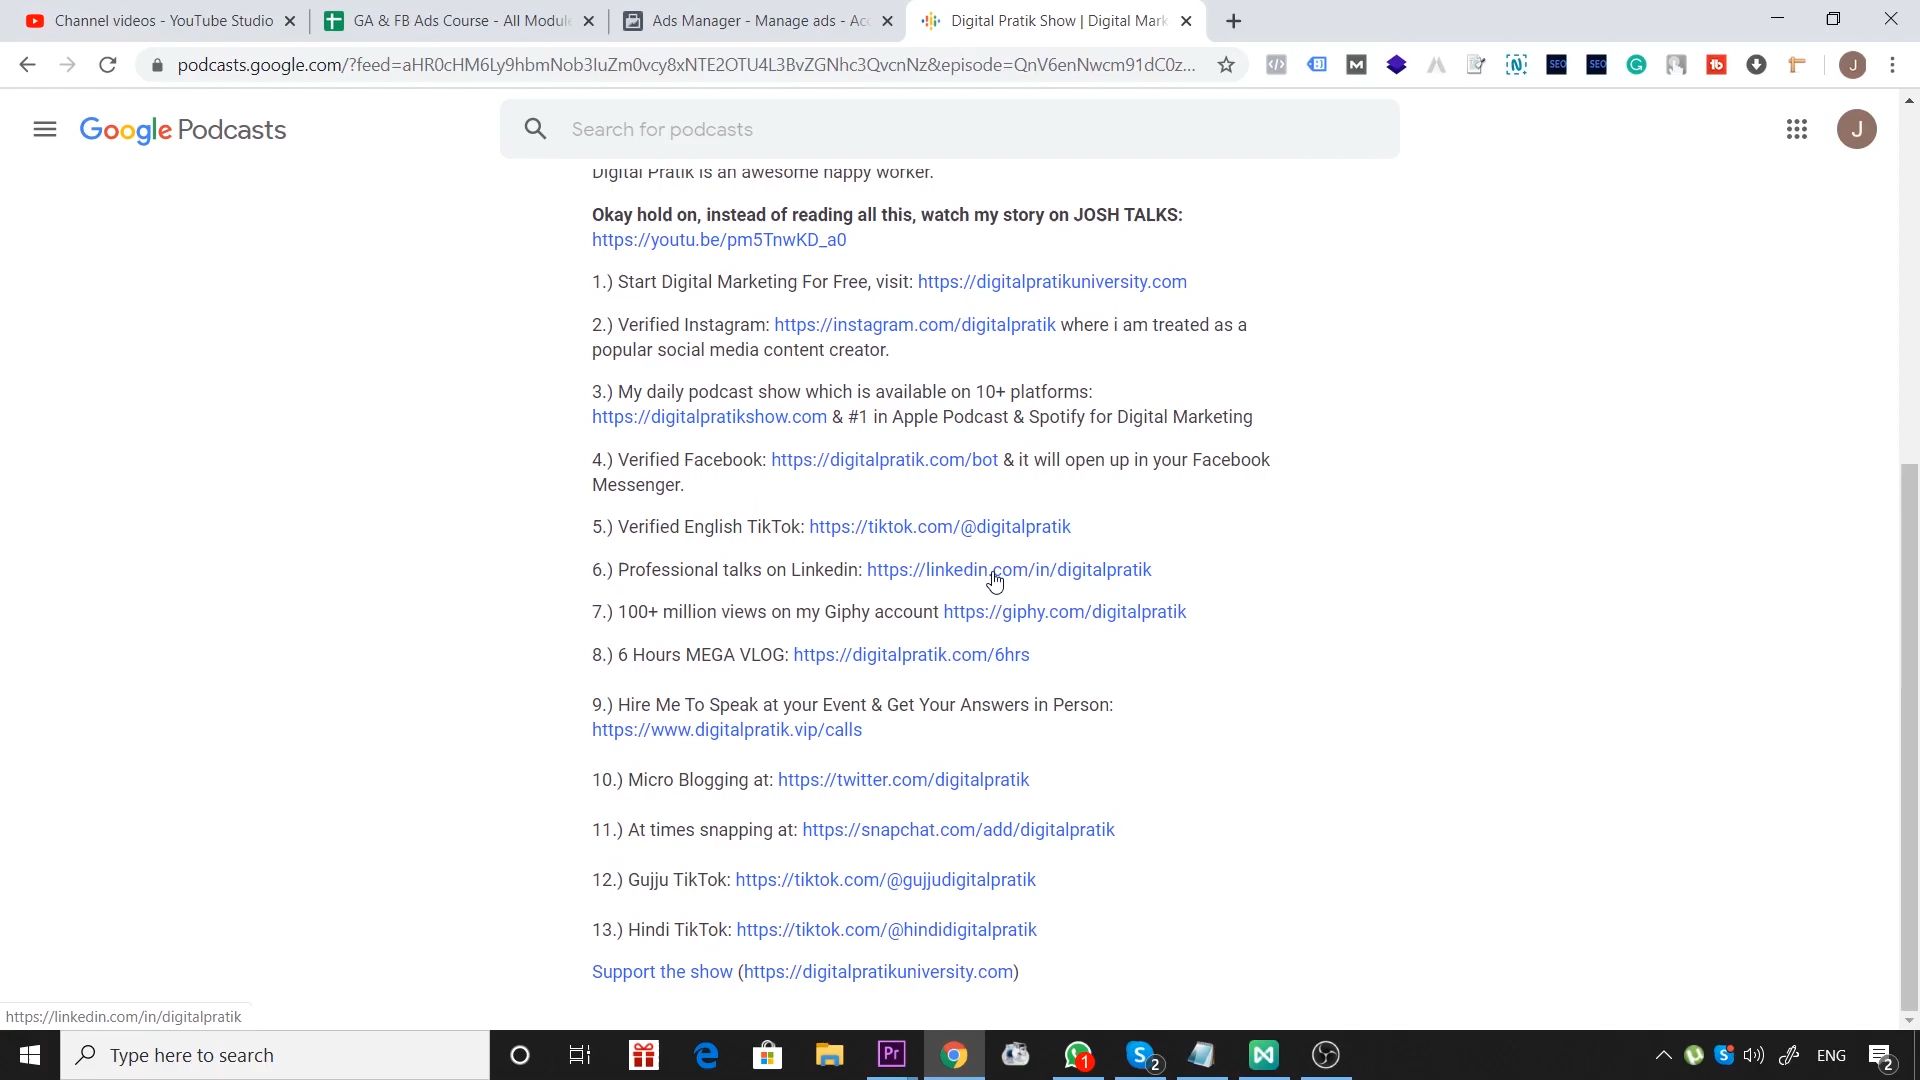 Channel videos - YouTube Studio
GA & FB Ads Course - All Module
Ads Manager - Manage ads - Acc
Digital Pratik Show | Digital Mark
podcasts.google.com/?feed=aHR0cHM6Ly9hbmNob3IuZm0vcy8xNTE2OTU4L3BvZGNhc3QvcnNz&episode=QnV6enNwcm91dC0z...
M
SEO
SEO
J
Google Podcasts
Search for podcasts
J
Digital Pratik is an awesome happy worker.
Okay hold on, instead of reading all this, watch my story on JOSH TALKS:
https://youtu.be/pm5TnwKD_a0
1.) Start Digital Marketing For Free, visit: https://digitalpratikuniversity.com
2.) Verified Instagram: https://instagram.com/digitalpratik where i am treated as a
popular social media content creator.
3.) My daily podcast show which is available on 10+ platforms:
https://digitalpratikshow.com & #1 in Apple Podcast & Spotify for Digital Marketing
4.) Verified Facebook: https://digitalpratik.com/bot & it will open up in your Facebook
Messenger.
5.) Verified English TikTok: https://tiktok.com/@digitalpratik
6.) Professional talks on Linkedin: https://linkedin.com/in/digitalpratik
7.) 100+ million views on my Giphy account https://giphy.com/digitalpratik
8.) 6 Hours MEGA VLOG: https://digitalpratik.com/6hrs
9.) Hire Me To Speak at your Event & Get Your Answers in Person:
https://www.digitalpratik.vip/calls
10.) Micro Blogging at: https://twitter.com/digitalpratik
11.) At times snapping at: https://snapchat.com/add/digitalpratik
12.) Gujju TikTok: https://tiktok.com/@gujjudigitalpratik
13.) Hindi TikTok: https://tiktok.com/@hindidigitalpratik
Support the show (https://digitalpratikuniversity.com)
https://linkedin.com/in/digitalpratik
Type here to search
Pr
1
2
ENG
2